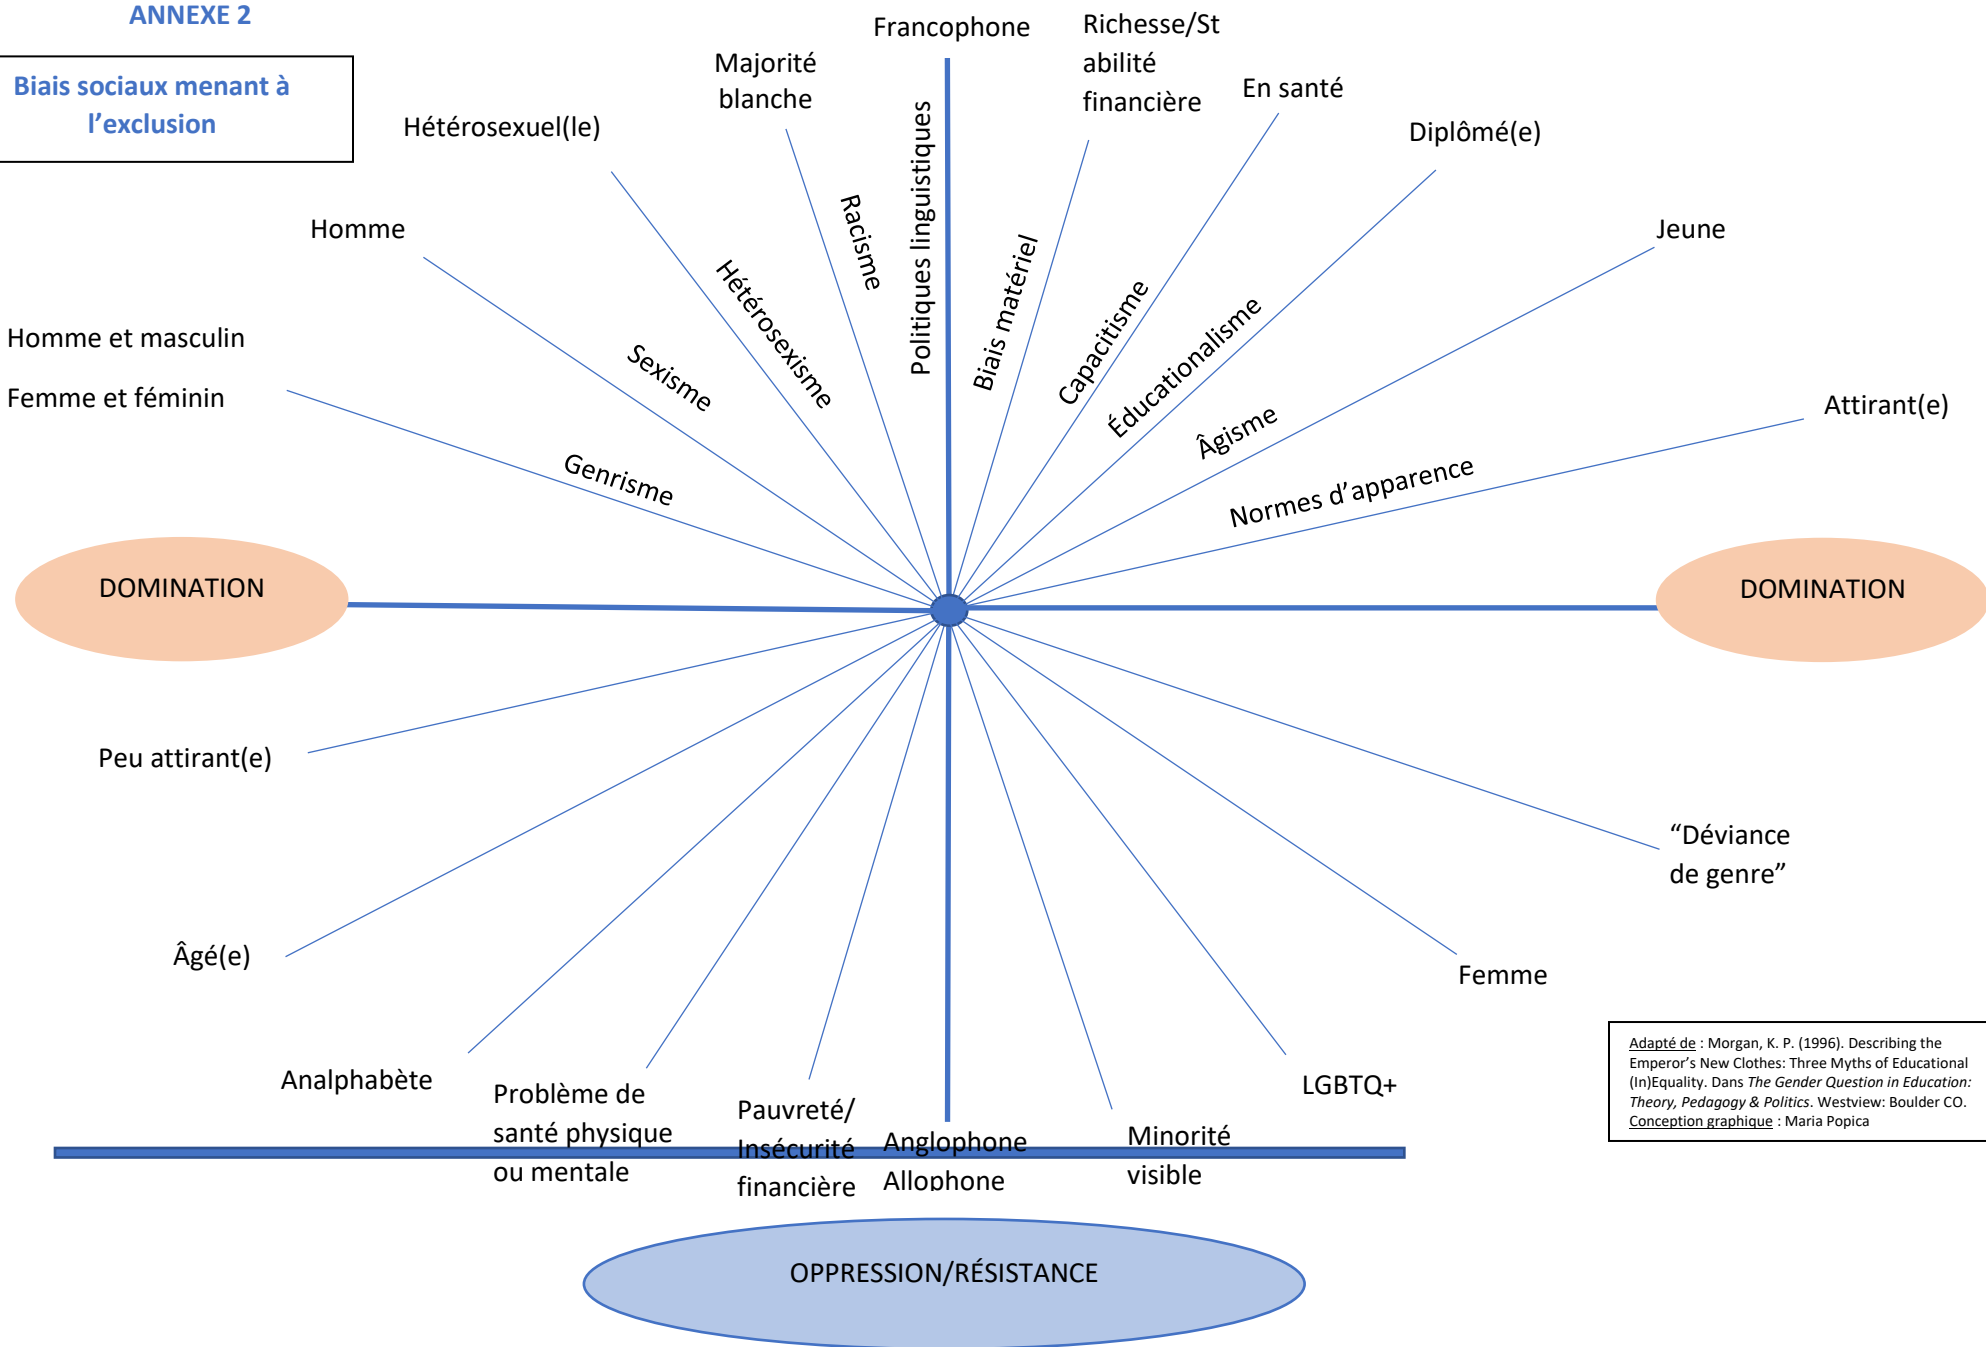 ANNEXE 2
Biais sociaux menant à
l’exclusion
Francophone
Richesse/St
abilité
financière
Majorité
blanche
En santé
Hétérosexuel(le)
Diplômé(e)
Homme
Jeune
Homme et masculin
Femme et féminin
Attirant(e)
Genrisme
Sexisme
Hétérosexisme
Racisme
Politiques linguistiques
Biais matériel
Capacitisme
Éducationalisme
Âgisme
Normes d’apparence
DOMINATION
DOMINATION
Peu attirant(e)
“Déviance
de genre”
Âgé(e)
Femme
Analphabète
Problème de
santé physique
ou mentale
Pauvreté/
Insécurité
financière
Anglophone
Allophone
Minorité
visible
LGBTQ+
Adapté de : Morgan, K. P. (1996). Describing the
Emperor’s New Clothes: Three Myths of Educational
(In)Equality. Dans The Gender Question in Education:
Theory, Pedagogy & Politics. Westview: Boulder CO.
Conception graphique : Maria Popica
OPPRESSION/RÉSISTANCE